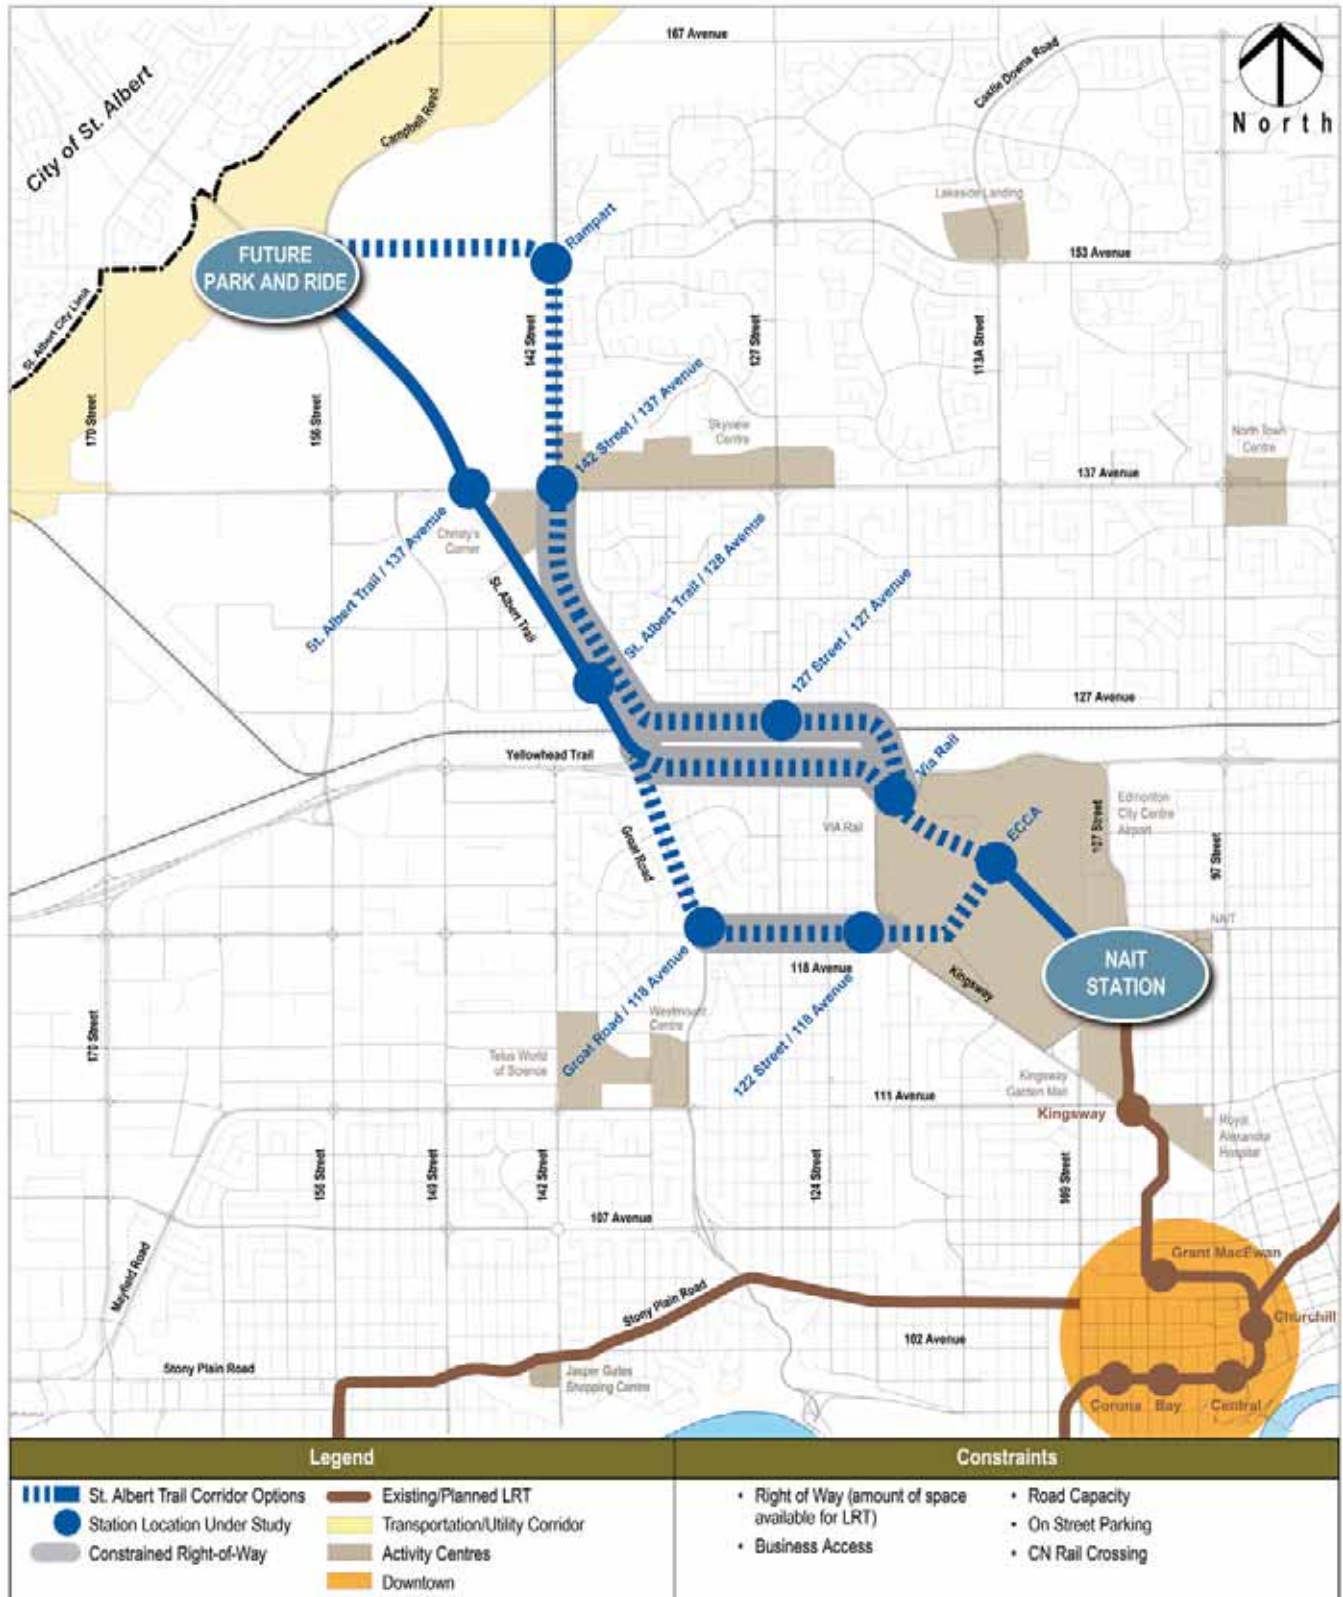 167 Avenue
Castle Downs Road
North
City of St. Albert
Campbell Road
Lakeside Landing
Rampart
153 Avenue
FUTURE
PARK AND RIDE
St. Albert City Limit
142 Street
127 Street
113A Street
142 Street / 137 Avenue
170 Street
156 Street
Skyview
Centre
North Town
Centre
137 Avenue
Christy's
Corner
St. Albert Trail / 137 Avenue
St. Albert Trail
St. Albert Trail / 128 Avenue
127 Street / 127 Avenue
127 Avenue
Yellowhead Trail
Via Rail
VIA Rail
ECCA
Edmonton
City Centre
Airport
127 Street
97 Street
Groat Road
NAIT
118 Avenue
Kingsway
NAIT
STATION
170 Street
Groat Road / 118 Avenue
122 Street / 118 Avenue
Westmount
Centre
Telus World
of Science
Kingsway
Garden Mall
111 Avenue
Kingsway
Royal
Alexandra
Hospital
156 Street
149 Street
142 Street
124 Street
109 Street
107 Avenue
Mayfield Road
Grant MacEwan
Stony Plain Road
Churchill
102 Avenue
Stony Plain Road
Jasper Gates
Shopping Centre
Corona
Bay
Central
Legend
St. Albert Trail Corridor Options
Station Location Under Study
Constrained Right-of-Way
Existing/Planned LRT
Transportation/Utility Corridor
Activity Centres
Downtown
Constraints
• Right of Way (amount of space
available for LRT)
• Business Access
• Road Capacity
• On Street Parking
• CN Rail Crossing